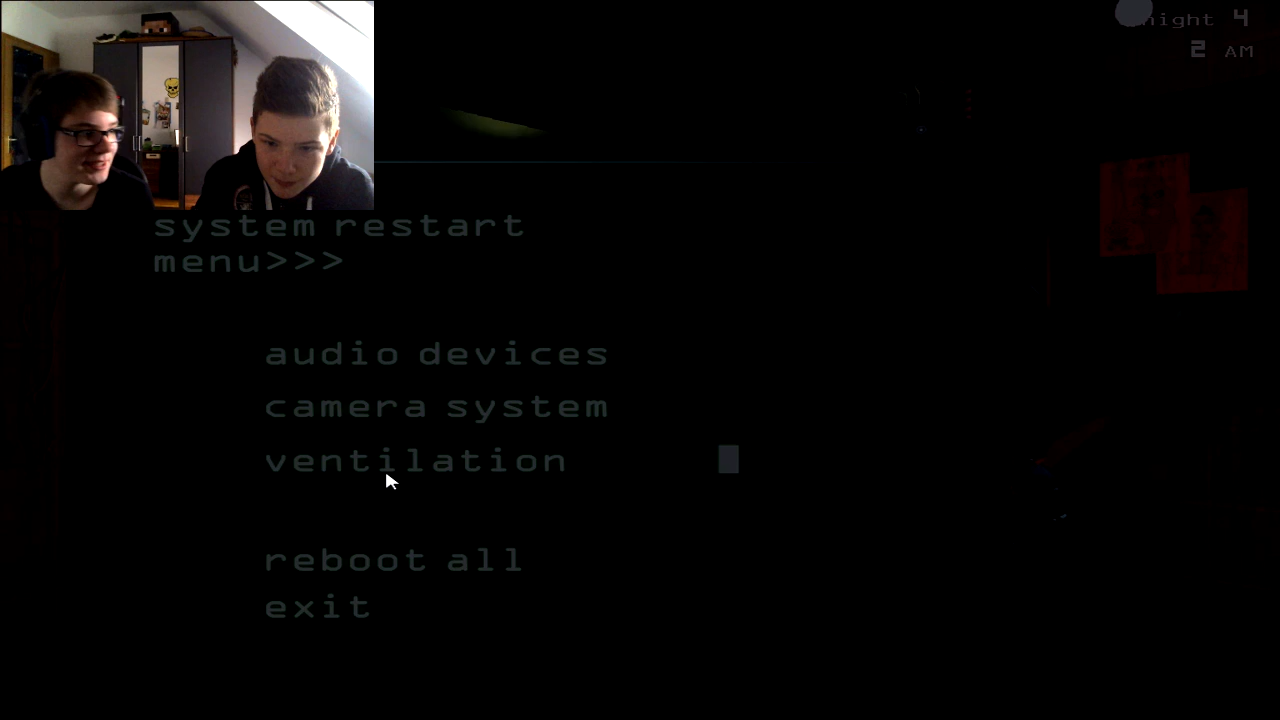 night 4
2 AM
system restart
menu>>>
audio devices
camera system
ventilation
reboot all
exit